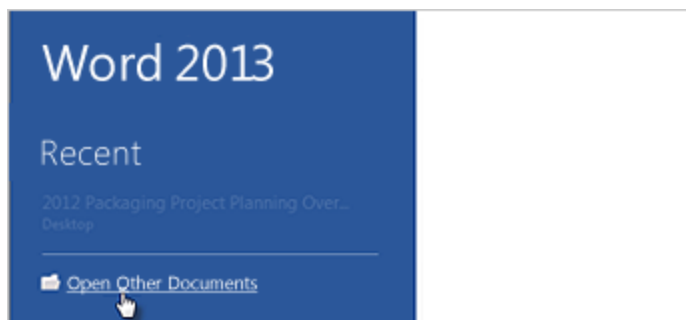 Word 2013
Recent
2012 Packaging Project Planning Over...
Desktop
Open Other Documents